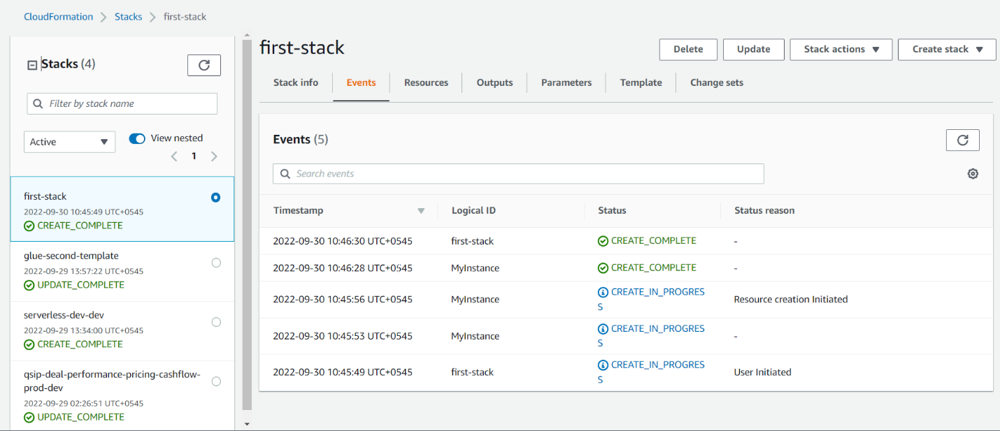 CloudFormation > Stacks > first-stack
Stacks (4)
Filter by stack name
Active
View nested
1
first-stack
2022-09-30 10:45:49 UTC+0545
CREATE_COMPLETE
glue-second-template
2022-09-29 13:57:22 UTC+0545
UPDATE_COMPLETE
serverless-dev-dev
2022-09-29 13:34:00 UTC+0545
CREATE_COMPLETE
qsip-deal-performance-pricing-cashflow-
prod-dev
2022-09-29 02:26:51 UTC+0545
UPDATE_COMPLETE
first-stack
Delete Update Stack actions Create stack
Stack info Events Resources Outputs Parameters Template Change sets
Events (5)
Search events
Timestamp Logical ID Status Status reason
2022-09-30 10:46:30 UTC+0545 first-stack CREATE_COMPLETE -
2022-09-30 10:46:28 UTC+0545 MyInstance CREATE_COMPLETE -
2022-09-30 10:45:56 UTC+0545 MyInstance CREATE_IN_PROGRES Resource creation Initiated
S
2022-09-30 10:45:53 UTC+0545 MyInstance CREATE_IN_PROGRES -
S
2022-09-30 10:45:49 UTC+0545 first-stack CREATE_IN_PROGRES User Initiated
S